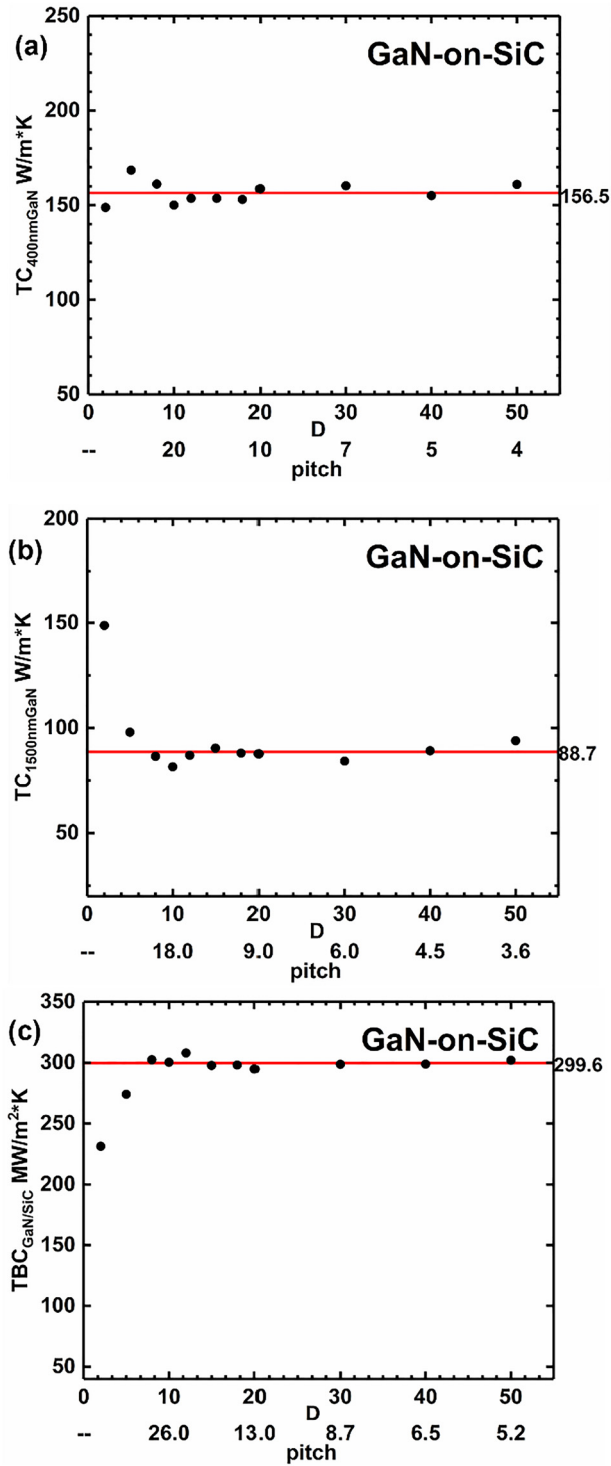 (a)
GaN-on-SiC
250
200
150
100
50
TC400nmGaN W/m*K
156.5
0 10 20 30 40 50
D
-- 20 10 7 5 4
pitch
(b)
GaN-on-SiC
200
150
100
50
TC1500nmGaN W/m*K
88.7
0 10 20 30 40 50
D
-- 18.0 9.0 6.0 4.5 3.6
pitch
(c)
GaN-on-SiC
350
300
250
200
150
100
50
TBCGaN/SiC MW/m²*K
299.6
0 10 20 30 40 50
D
-- 26.0 13.0 8.7 6.5 5.2
pitch